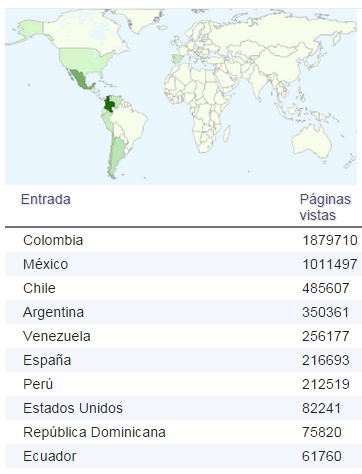 Entrada Páginas vistas
Colombia 1879710
México 1011497
Chile 485607
Argentina 350361
Venezuela 256177
España 216693
Perú 212519
Estados Unidos 82241
República Dominicana 75820
Ecuador 61760